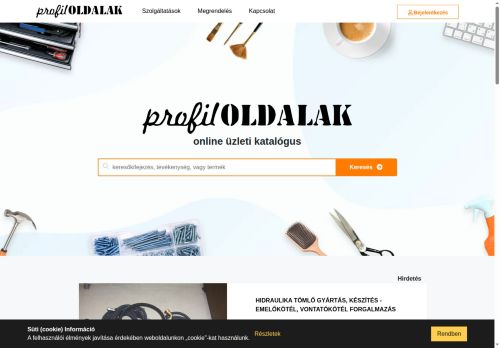 profilOLDALAK
Szolgáltatások
Megrendelés
Kapcsolat
Bejelentkezés
profilOLDALAK
online üzleti katalógus
keresőkifejezés, tevékenység, vagy termék
Keresés
Hirdetés
HIDRAULIKA TÖMLŐ GYÁRTÁS, KÉSZÍTÉS -
EMELŐKÖTÉL, VONTATÓKÖTÉL FORGALMAZÁS
Süti (cookie) Információ
A felhasználói élmények javítása érdekében weboldalunkon „cookie”-kat használunk.
Részletek
Rendben